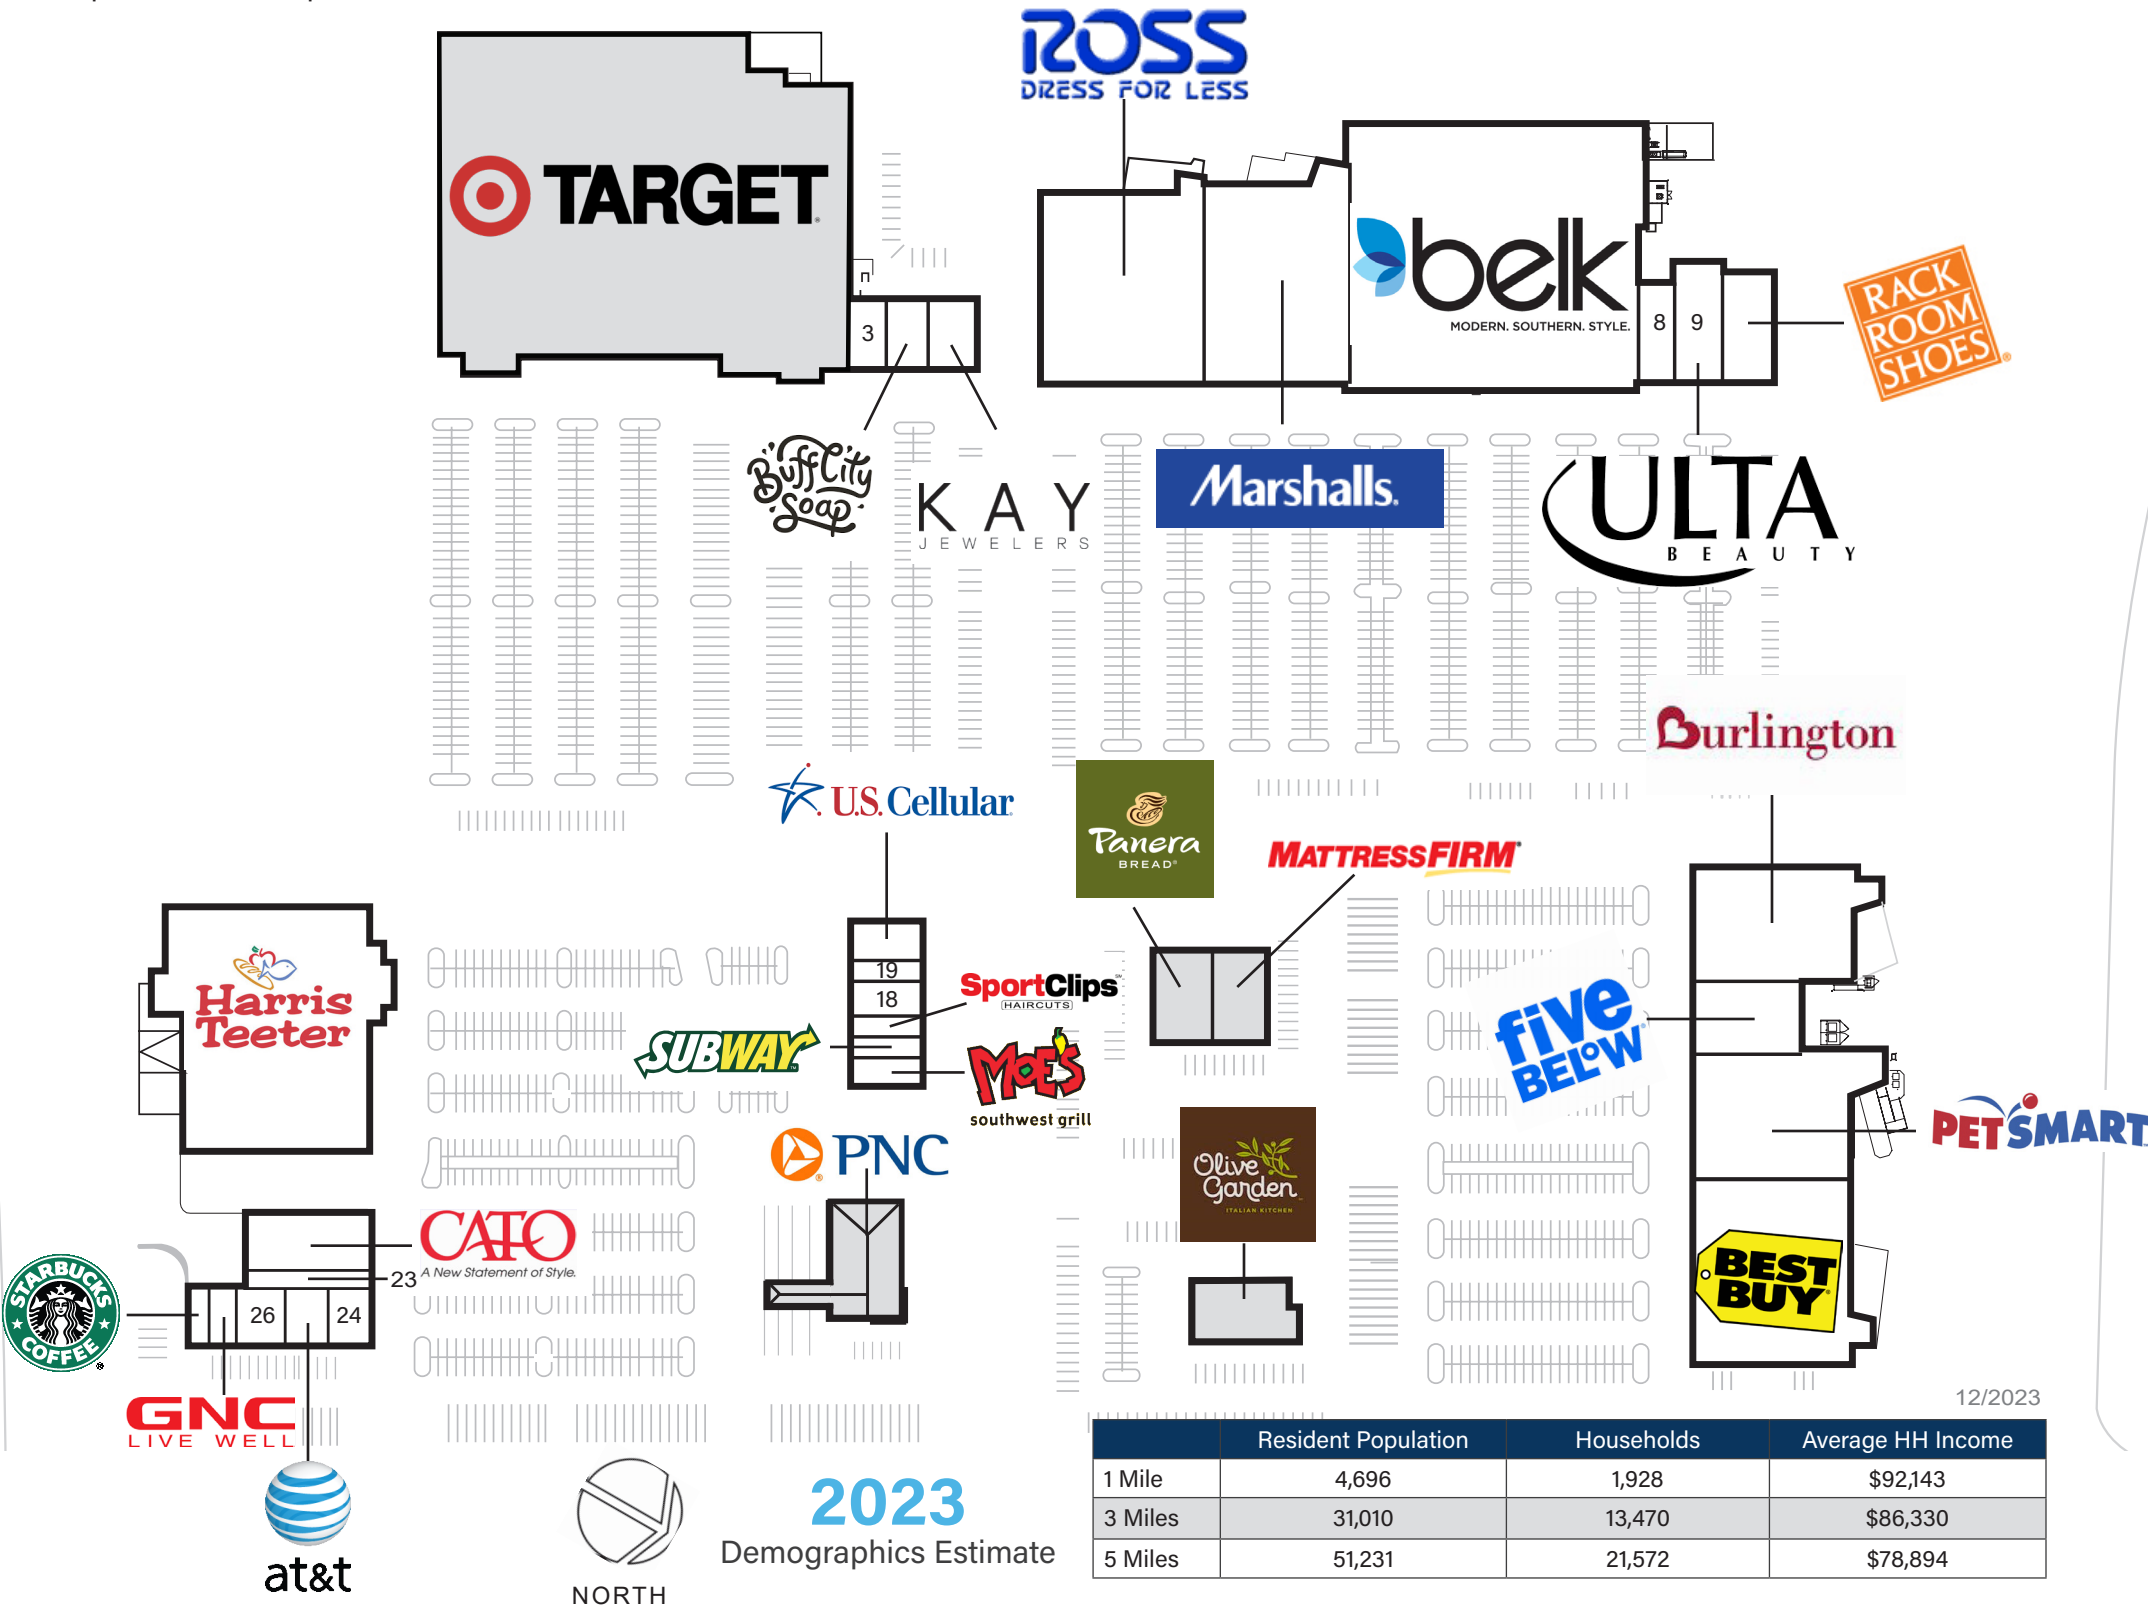 ROSS
DRESS FOR LESS
TARGET
belk
MODERN. SOUTHERN. STYLE.
3
8
9
RACK
ROOM
SHOES
Buff City
Soap
KAY
JEWELERS
Marshalls.
ULTA
BEAUTY
Burlington
U.S. Cellular
Panera
BREAD
MATTRESSFIRM
Harris
Teeter
19
18
SportClips
HAIRCUTS
SUBWAY
MOE'S
southwest grill
five
BELOW
PETSMART
PNC
Olive
Garden
ITALIAN KITCHEN
CATO
A New Statement of Style.
23
STARBUCKS
COFFEE
26
24
BEST
BUY
GNC
LIVE WELL
at&t
NORTH
2023
Demographics Estimate
12/2023
Resident Population Households Average HH Income
1 Mile 4,696 1,928 $92,143
3 Miles 31,010 13,470 $86,330
5 Miles 51,231 21,572 $78,894